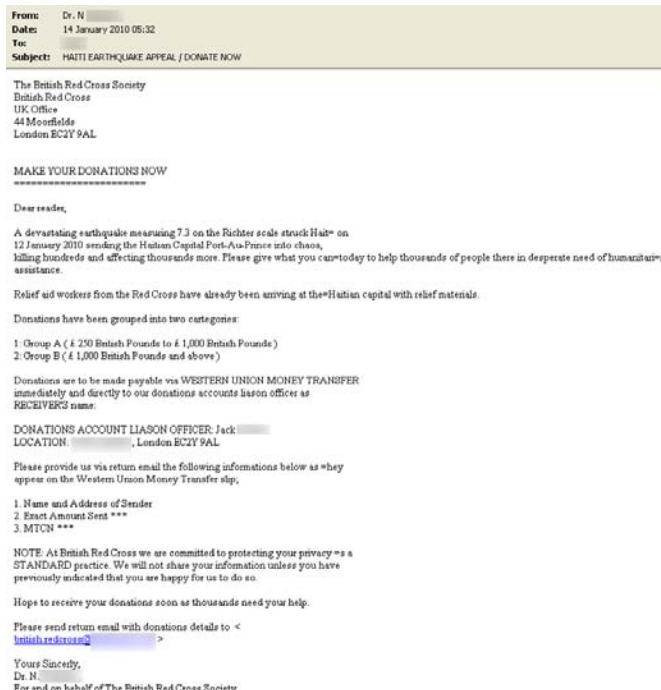 From: Dr. N
Date: 14 January 2010 05:32
To:
Subject: HAITI EARTHQUAKE APPEAL / DONATE NOW
The British Red Cross Society
British Red Cross
UK Office
44 Moorfields
London EC2Y 9AL
MAKE YOUR DONATIONS NOW
========================
Dear reader,
A devastating earthquake measuring 7.3 on the Richter scale struck Hait= on
12 January 2010 sending the Haitian Capital Port-Au-Prince into chaos,
killing hundreds and affecting thousands more. Please give what you can=today to help thousands of people there in desperate need of humanitari=
assistance.
Relief aid workers from the Red Cross have already been arriving at the=Haitian capital with relief materials.
Donations have been grouped into two cartegories:
1: Group A ( £ 250 British Pounds to £ 1,000 British Pounds )
2: Group B ( £ 1,000 British Pounds and above )
Donations are to be made payable via WESTERN UNION MONEY TRANSFER
immediately and directly to our donations accounts liason officer as
RECEIVER'S name:
DONATIONS ACCOUNT LIASON OFFICER: Jack
LOCATION: , London EC2Y 9AL
Please provide us via return email the following informations below as =hey
appear on the Western Union Money Transfer slip;
1. Name and Address of Sender
2. Exact Amount Sent ***
3. MTCN ***
NOTE: At British Red Cross we are committed to protecting your privacy =s a
STANDARD practice. We will not share your information unless you have
previously indicated that you are happy for us to do so.
Hope to receive your donations soon as thousands need your help.
Please send return email with donations details to <
british.redcross@ >
Yours Sincerly,
Dr. N.
For and on behalf of The British Red Cross Society